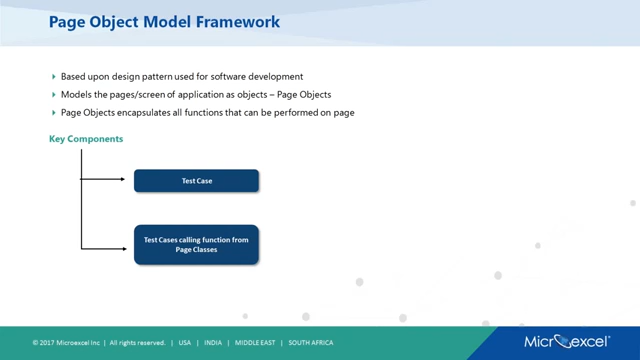 Page Object Model Framework
Based upon design pattern used for software development
Models the pages/screen of application as objects – Page Objects
Page Objects encapsulates all functions that can be performed on page
Key Components
Test Case
Test Cases calling function from
Page Classes
© 2017 Microexcel Inc | All rights reserved. | USA | INDIA | MIDDLE EAST | SOUTH AFRICA
Microexcel